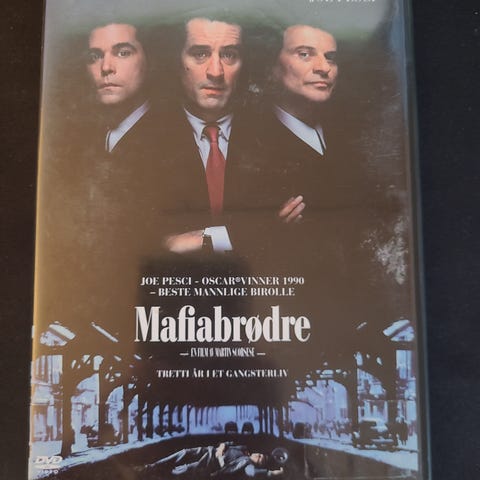 JOE PESCI - OSCAR®VINNER 1990
– BESTE MANNLIGE BIROLLE
Mafiabrødre
— EN FILM AV MARTIN SCORSESE —
TRETTI ÅR I ET GANGSTERLIV
DVD
VIDEO